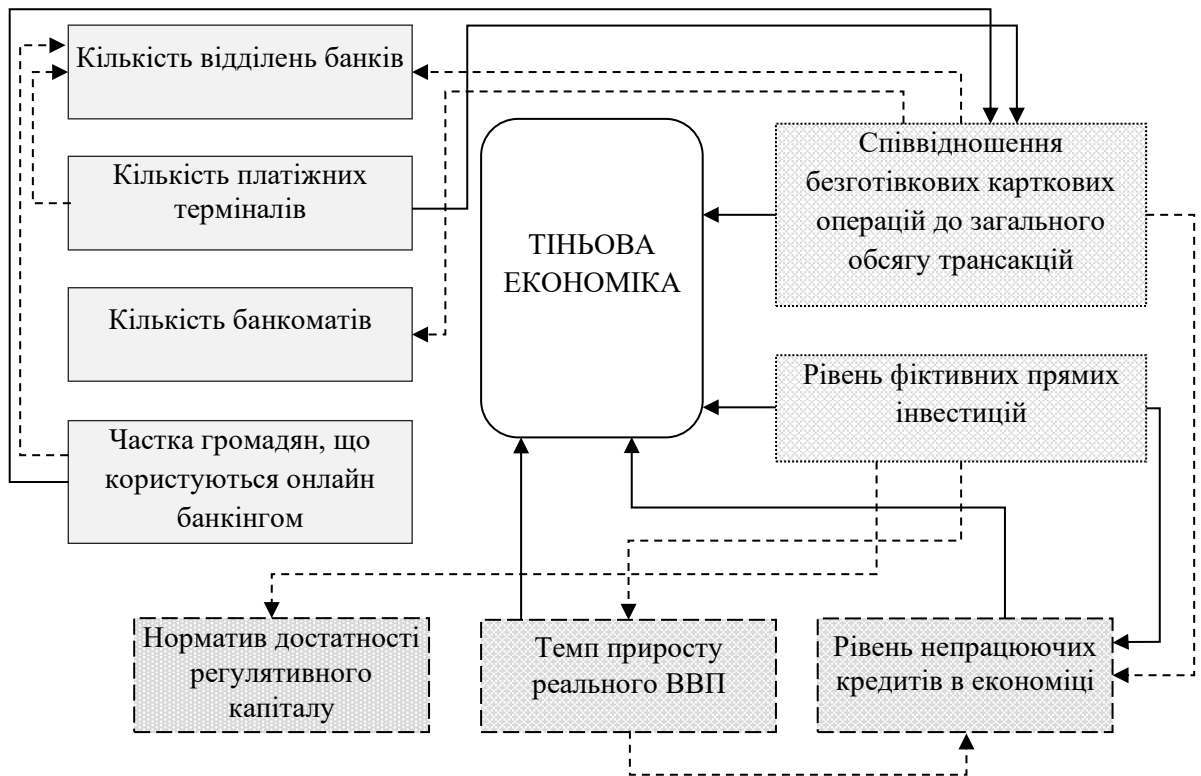 Кількість відділень банків
Кількість платіжних
терміналів
Кількість банкоматів
Частка громадян, що
користуються онлайн
банкінгом
ТІНЬОВА
ЕКОНОМІКА
Співвідношення
безготівкових карткових
операцій до загального
обсягу трансакцій
Рівень фіктивних прямих
інвестицій
Норматив достатності
регулятивного
капіталу
Темп приросту
реального ВВП
Рівень непрацюючих
кредитів в економіці